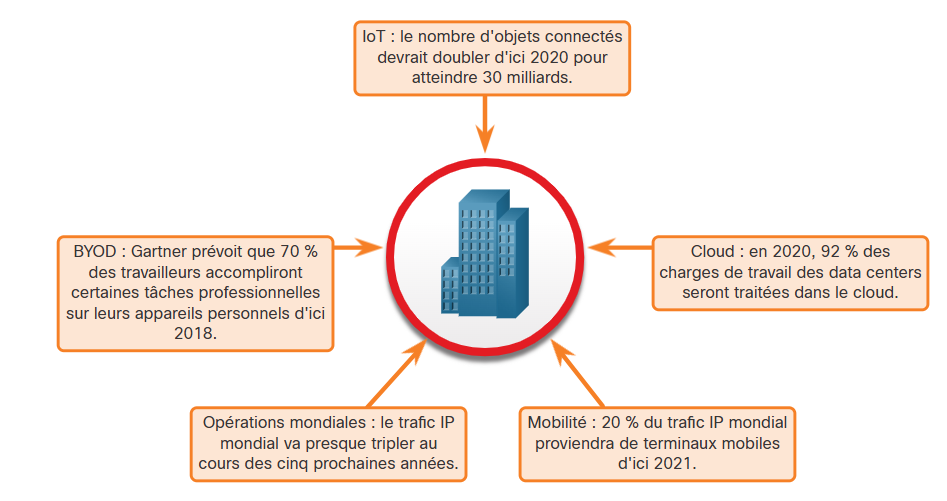 IoT : le nombre d'objets connectés
devrait doubler d'ici 2020 pour
atteindre 30 milliards.
BYOD : Gartner prévoit que 70 %
des travailleurs accompliront
certaines tâches professionnelles
sur leurs appareils personnels d'ici
2018.
Cloud : en 2020, 92 % des
charges de travail des data centers
seront traitées dans le cloud.
Opérations mondiales : le trafic IP
mondial va presque tripler au
cours des cinq prochaines années.
Mobilité : 20 % du trafic IP mondial
proviendra de terminaux mobiles
d'ici 2021.